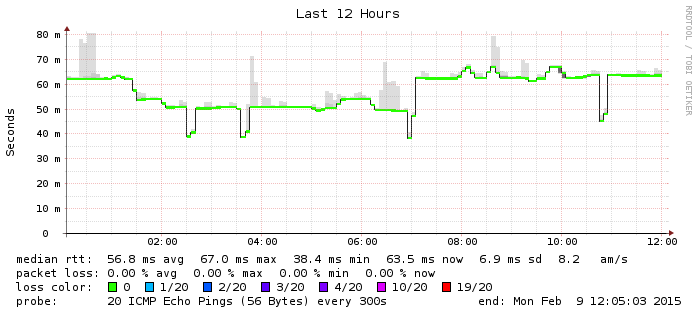 Last 12 Hours
RRDTOOL / TOBI OETIKER
Seconds
80 m
70 m
60 m
50 m
40 m
30 m
20 m
10 m
0
02:00 04:00 06:00 08:00 10:00 12:00
median rtt: 56.8 ms avg 67.0 ms max 38.4 ms min 63.5 ms now 6.9 ms sd 8.2 am/s
packet loss: 0.00 % avg 0.00 % max 0.00 % min 0.00 % now
loss color: 0 1/20 2/20 3/20 4/20 10/20 19/20
probe: 20 ICMP Echo Pings (56 Bytes) every 300s end: Mon Feb 9 12:05:03 2015